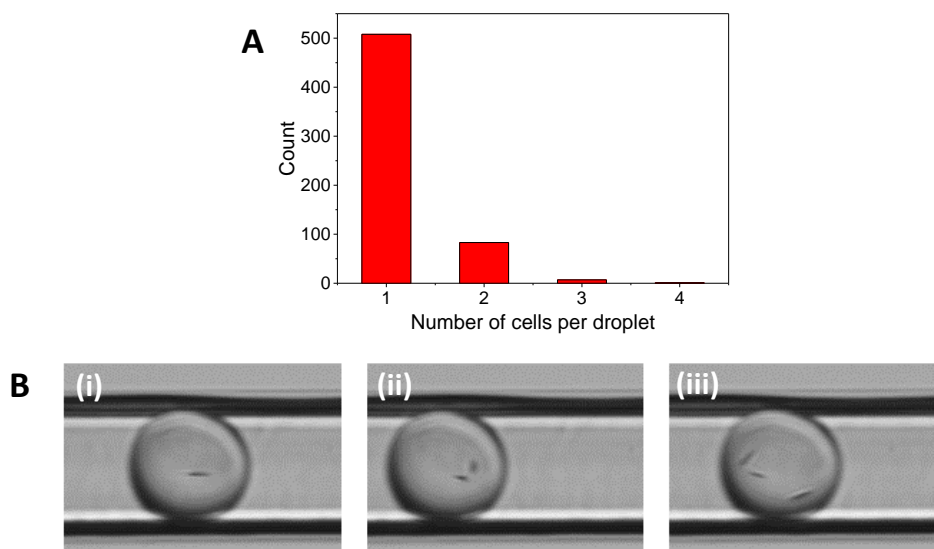 A
500
400
300
200
100
0
Count
1 2 3 4
Number of cells per droplet
B
(i) (ii) (iii)